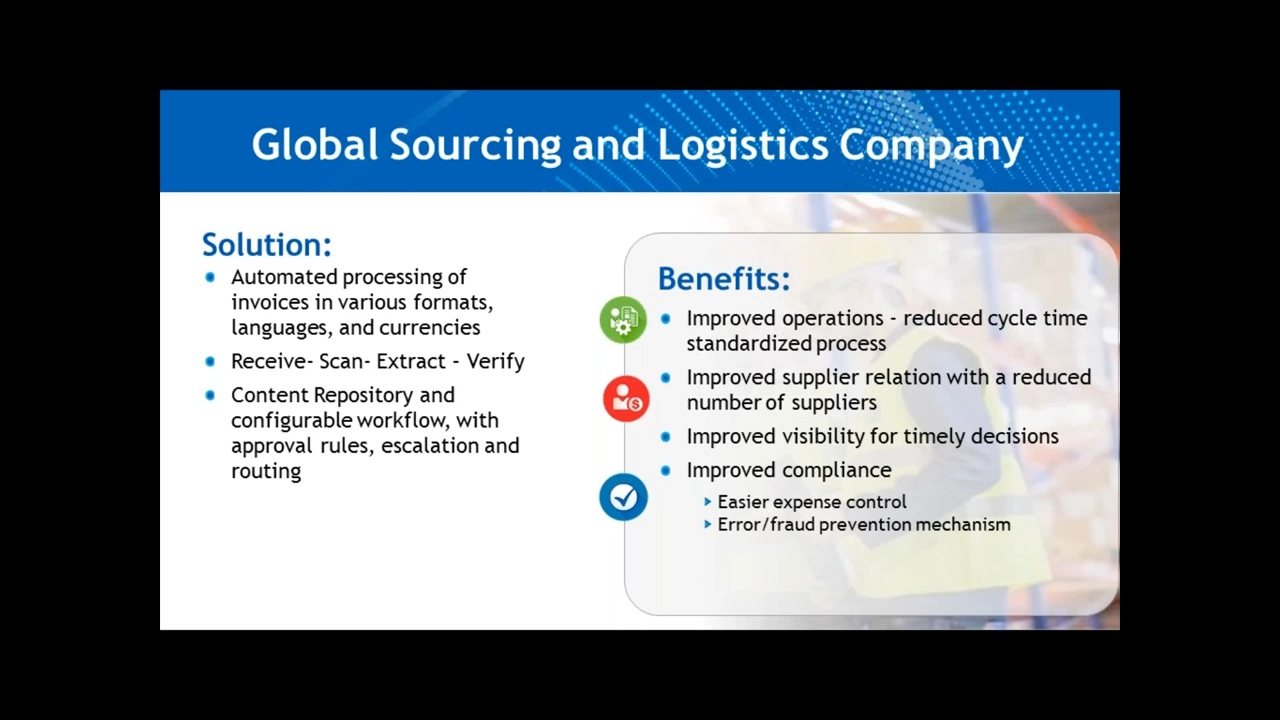 Global Sourcing and Logistics Company
Solution:
Automated processing of
invoices in various formats,
languages, and currencies
Receive- Scan- Extract - Verify
Content Repository and
configurable workflow, with
approval rules, escalation and
routing
Benefits:
Improved operations - reduced cycle time
standardized process
Improved supplier relation with a reduced
number of suppliers
Improved visibility for timely decisions
Improved compliance
Easier expense control
Error/fraud prevention mechanism